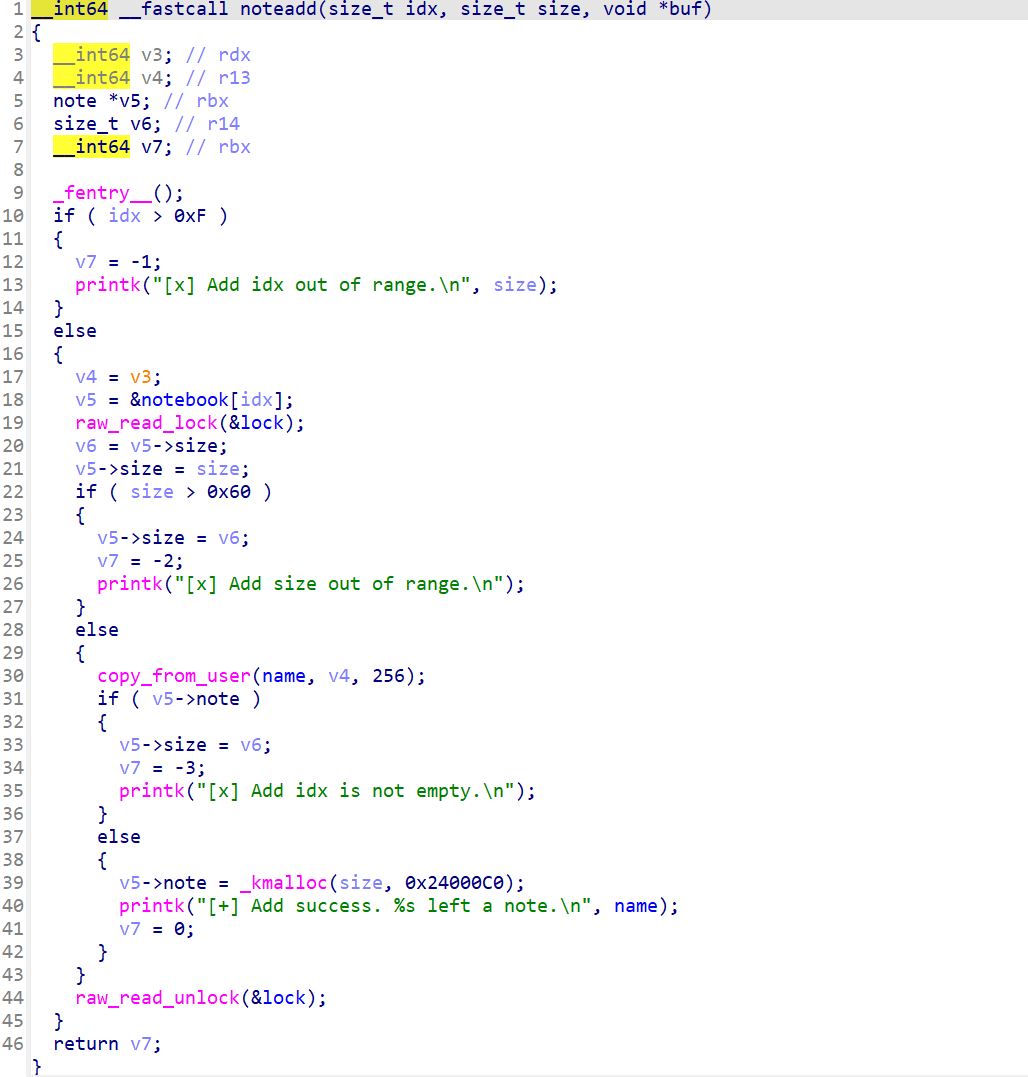 1 __int64 __fastcall noteadd(size_t idx, size_t size, void *buf)
2 {
3   __int64 v3; // rdx
4   __int64 v4; // r13
5   note *v5; // rbx
6   size_t v6; // r14
7   __int64 v7; // rbx
8
9   _fentry__();
10   if ( idx > 0xF )
11   {
12     v7 = -1;
13     printk("[x] Add idx out of range.\n", size);
14   }
15   else
16   {
17     v4 = v3;
18     v5 = &notebook[idx];
19     raw_read_lock(&lock);
20     v6 = v5->size;
21     v5->size = size;
22     if ( size > 0x60 )
23     {
24       v5->size = v6;
25       v7 = -2;
26       printk("[x] Add size out of range.\n");
27     }
28     else
29     {
30       copy_from_user(name, v4, 256);
31       if ( v5->note )
32       {
33         v5->size = v6;
34         v7 = -3;
35         printk("[x] Add idx is not empty.\n");
36       }
37       else
38       {
39         v5->note = _kmalloc(size, 0x24000C0);
40         printk("[+] Add success. %s left a note.\n", name);
41         v7 = 0;
42       }
43     }
44     raw_read_unlock(&lock);
45   }
46   return v7;
}